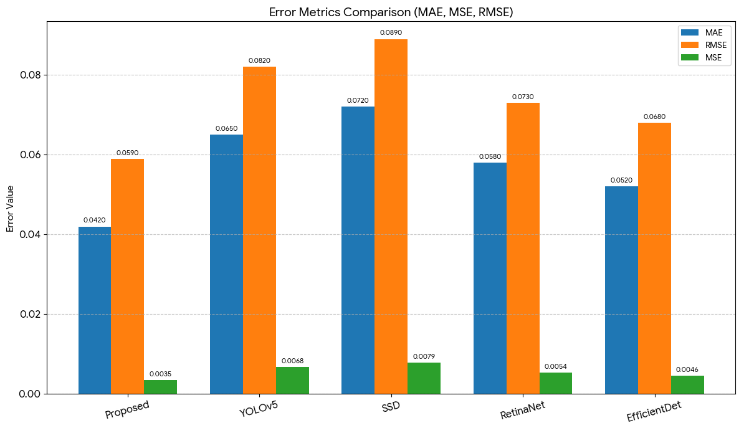 Error Metrics Comparison (MAE, MSE, RMSE)
MAE
RMSE
MSE
Error Value
0.08
0.06
0.04
0.02
0.00
0.0420
0.0590
0.0035
0.0650
0.0820
0.0068
0.0720
0.0890
0.0079
0.0580
0.0730
0.0054
0.0520
0.0680
0.0046
Proposed
YOLOv5
SSD
RetinaNet
EfficientDet